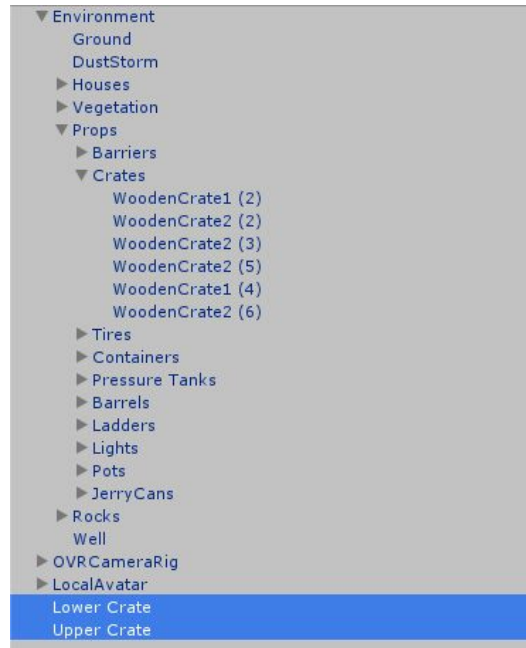 Environment
Ground
DustStorm
Houses
Vegetation
Props
Barriers
Crates
WoodenCrate1 (2)
WoodenCrate2 (2)
WoodenCrate2 (3)
WoodenCrate2 (5)
WoodenCrate1 (4)
WoodenCrate2 (6)
Tires
Containers
Pressure Tanks
Barrels
Ladders
Lights
Pots
JerryCans
Rocks
Well
OVRCameraRig
LocalAvatar
Lower Crate
Upper Crate